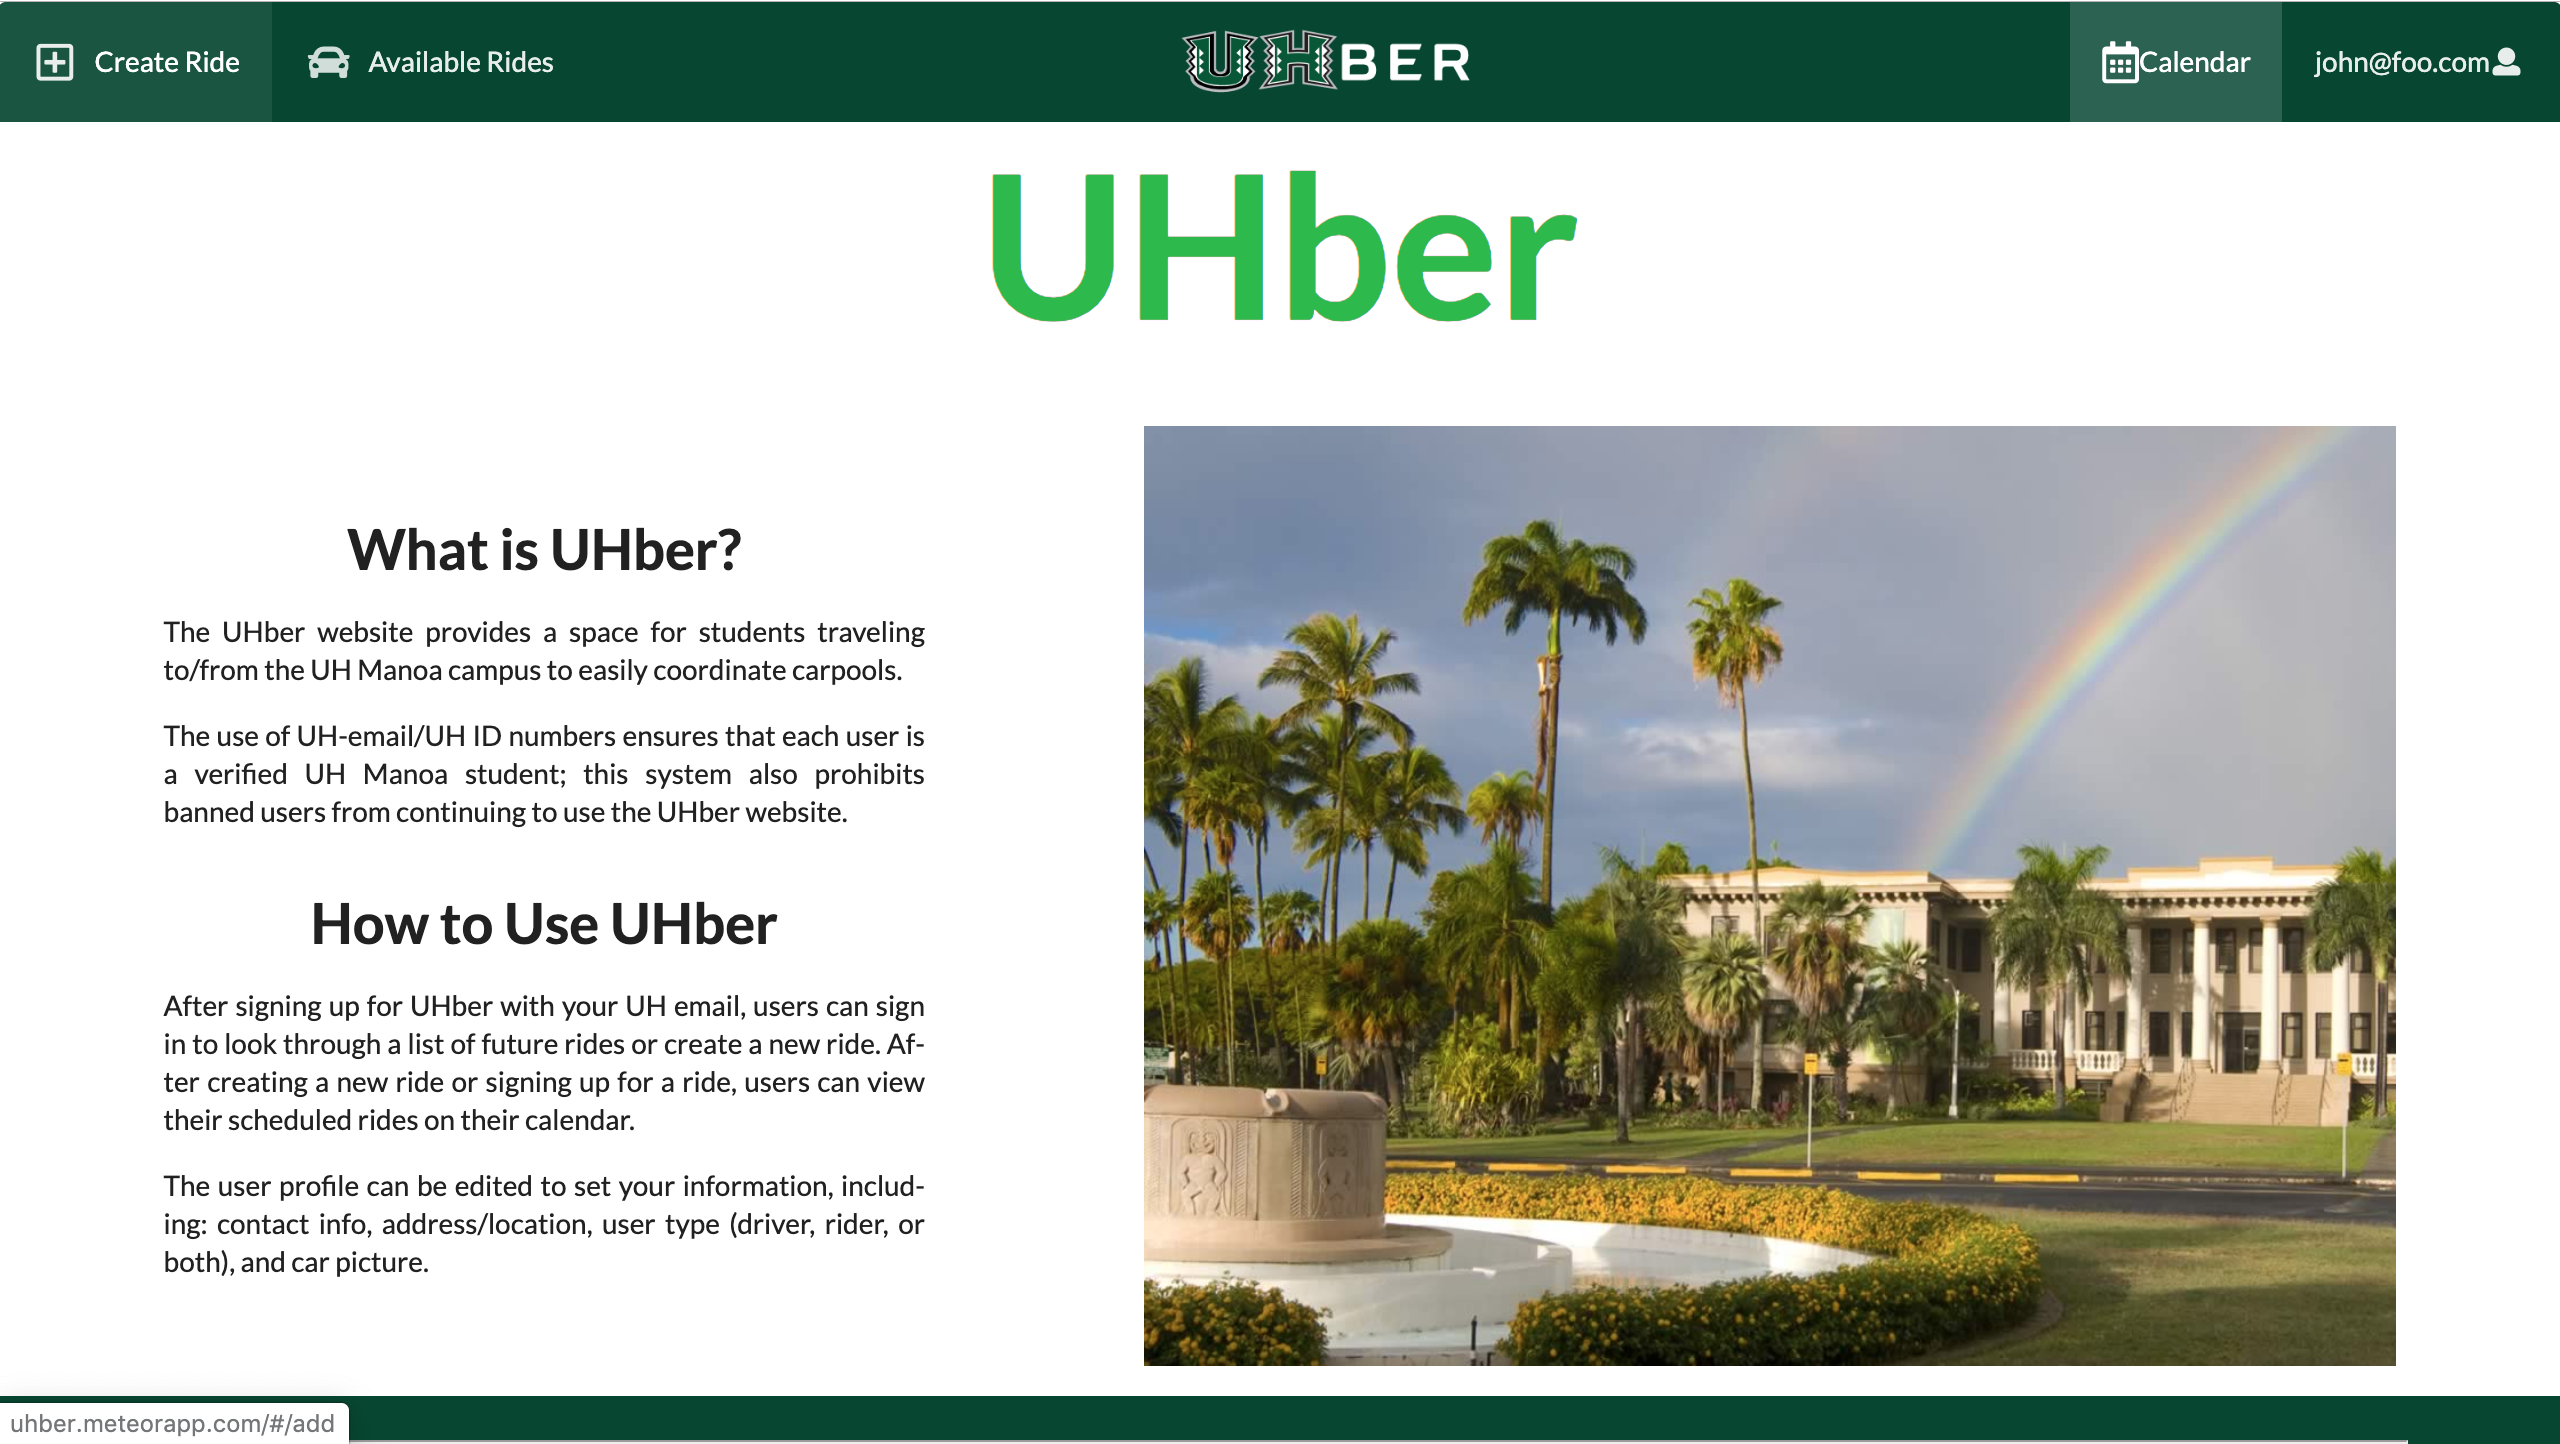 Create Ride
Available Rides
UHBER
Calendar
john@foo.com
UHber
What is UHber?
The UHber website provides a space for students traveling
to/from the UH Manoa campus to easily coordinate carpools.
The use of UH-email/UH ID numbers ensures that each user is
a verified UH Manoa student; this system also prohibits
banned users from continuing to use the UHber website.
How to Use UHber
After signing up for UHber with your UH email, users can sign
in to look through a list of future rides or create a new ride. Af-
ter creating a new ride or signing up for a ride, users can view
their scheduled rides on their calendar.
The user profile can be edited to set your information, includ-
ing: contact info, address/location, user type (driver, rider, or
both), and car picture.
uhber.meteorapp.com/#/add